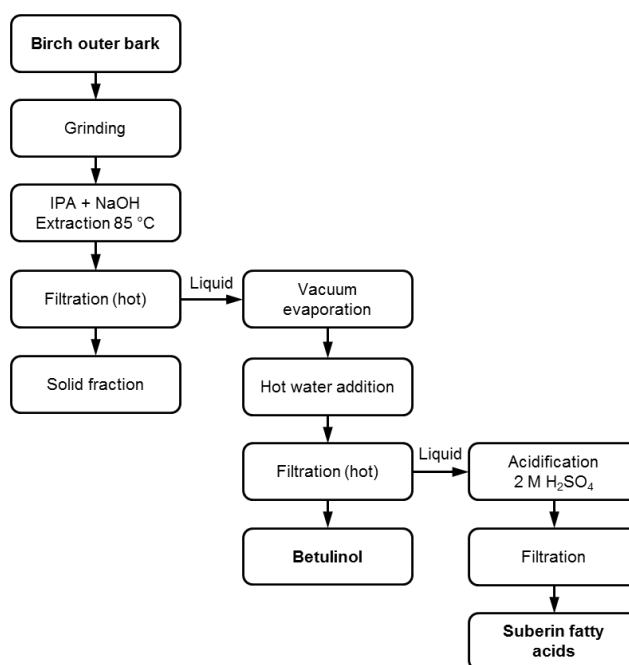 Birch outer bark
Grinding
IPA + NaOH
Extraction 85 °C
Filtration (hot)
Liquid
Vacuum
evaporation
Solid fraction
Hot water addition
Filtration (hot)
Liquid
Acidification
2 M H₂SO₄
Betulinol
Filtration
Suberin fatty
acids